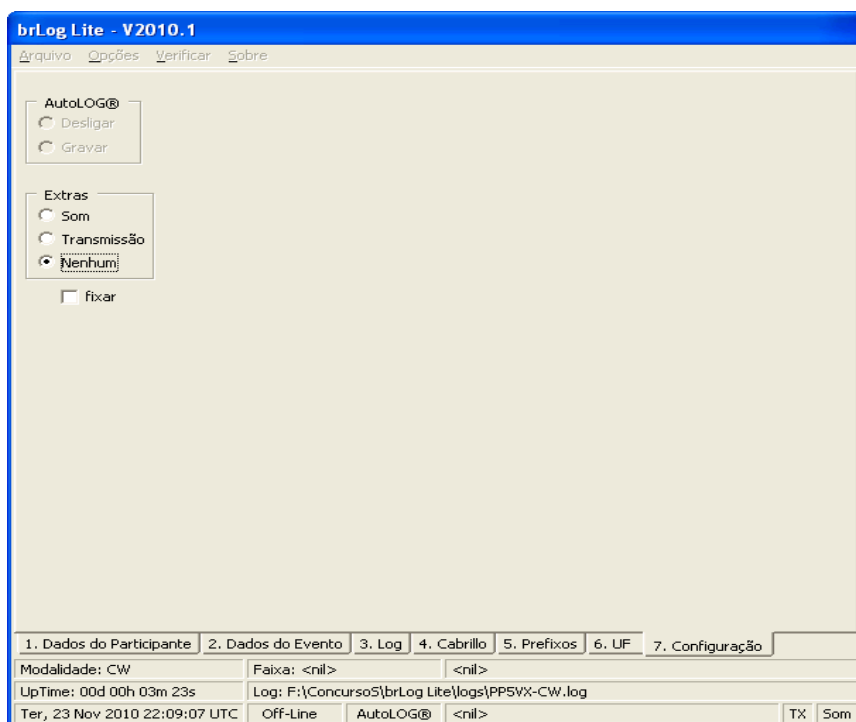 brLog Lite - V2010.1
Arquivo Opções Verificar Sobre
AutoLOG®
Desligar
Gravar
Extras
Som
Transmissão
Nenhum
fixar
1. Dados do Participante 2. Dados do Evento 3. Log 4. Cabrillo 5. Prefixos 6. UF 7. Configuração
Modalidade: CW Faixa: <nil> <nil>
UpTime: 00d 00h 03m 23s Log: F:\ConcursoS\brLog Lite\logs\PP5VX-CW.log
Ter, 23 Nov 2010 22:09:07 UTC Off-Line AutoLOG® <nil> TX Som